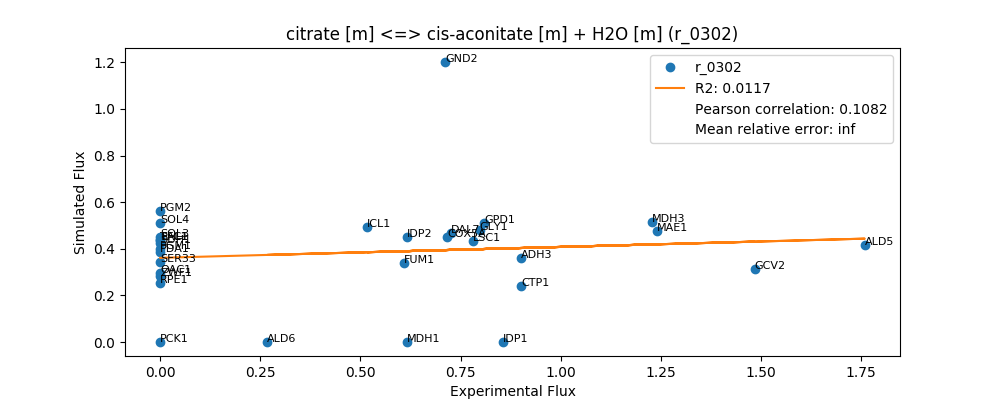 citrate [m] <=> cis-aconitate [m] + H2O [m] (r_0302)
r_0302
R2: 0.0117
Pearson correlation: 0.1082
Mean relative error: inf
Simulated Flux
1.2
1.0
0.8
0.6
0.4
0.2
0.0
GND2
PGM2
SOL4
SOL3
SER33
RPE1
PCK1
ALD6
ICL1
IDP2
FUM1
MDH1
GPD1
LSC1
IDP1
ADH3
CTP1
MDH3
MAE1
GCV2
ALD5
0.00 0.25 0.50 0.75 1.00 1.25 1.50 1.75
Experimental Flux